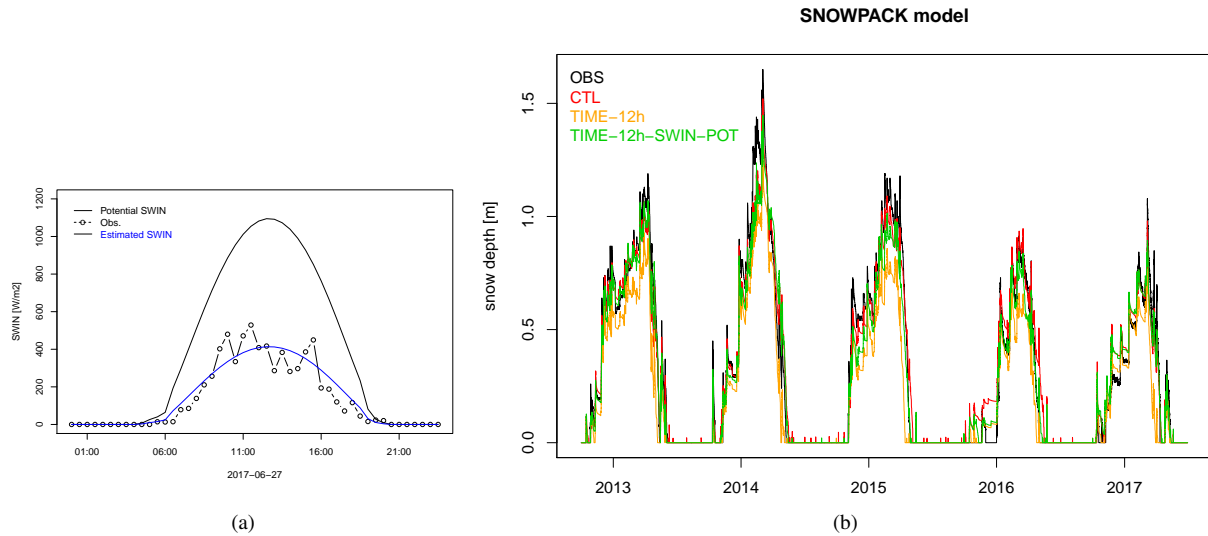 SNOWPACK model
Potential SWIN
Obs.
Estimated SWIN
SWIN [W/m2]
0 200 400 600 800 1000 1200
01:00 06:00 11:00 16:00 21:00
2017−06−27
(a)
OBS
CTL
TIME−12h
TIME−12h−SWIN−POT
snow depth [m]
0.0 0.5 1.0 1.5
2013 2014 2015 2016 2017
(b)